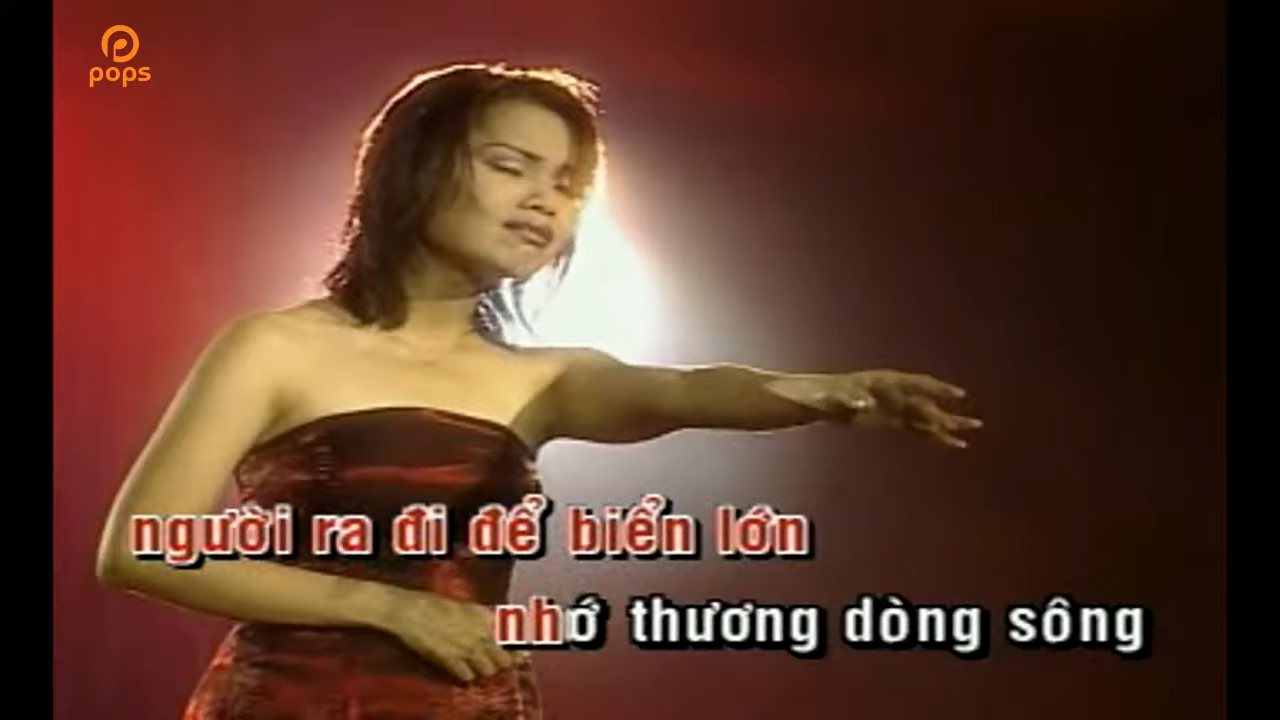 pops
người ra đi để biển lớn
nhớ thương dòng sông